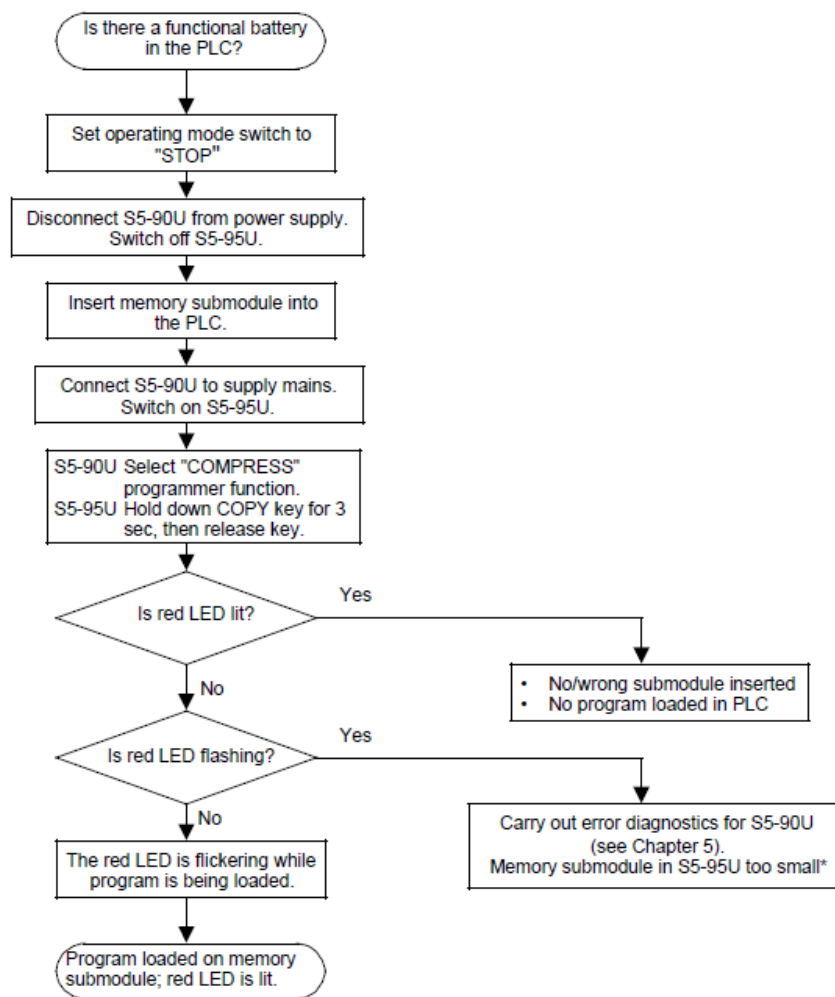 Is there a functional battery
in the PLC?
Set operating mode switch to
"STOP"
Disconnect S5-90U from power supply.
Switch off S5-95U.
Insert memory submodule into
the PLC.
Connect S5-90U to supply mains.
Switch on S5-95U.
S5-90U Select "COMPRESS"
programmer function.
S5-95U Hold down COPY key for 3
sec, then release key.
Is red LED lit?
Yes
No
• No/wrong submodule inserted
• No program loaded in PLC
Is red LED flashing?
Yes
No
Carry out error diagnostics for S5-90U
(see Chapter 5).
Memory submodule in S5-95U too small*
The red LED is flickering while
program is being loaded.
Program loaded on memory
submodule; red LED is lit.